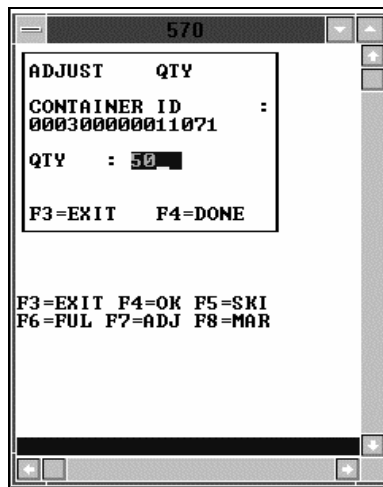 570
ADJUST QTY
CONTAINER ID :
000300000011071
QTY : 50_
F3=EXIT F4=DONE
F3=EXIT F4=OK F5=SKI
F6=FUL F7=ADJ F8=MAR